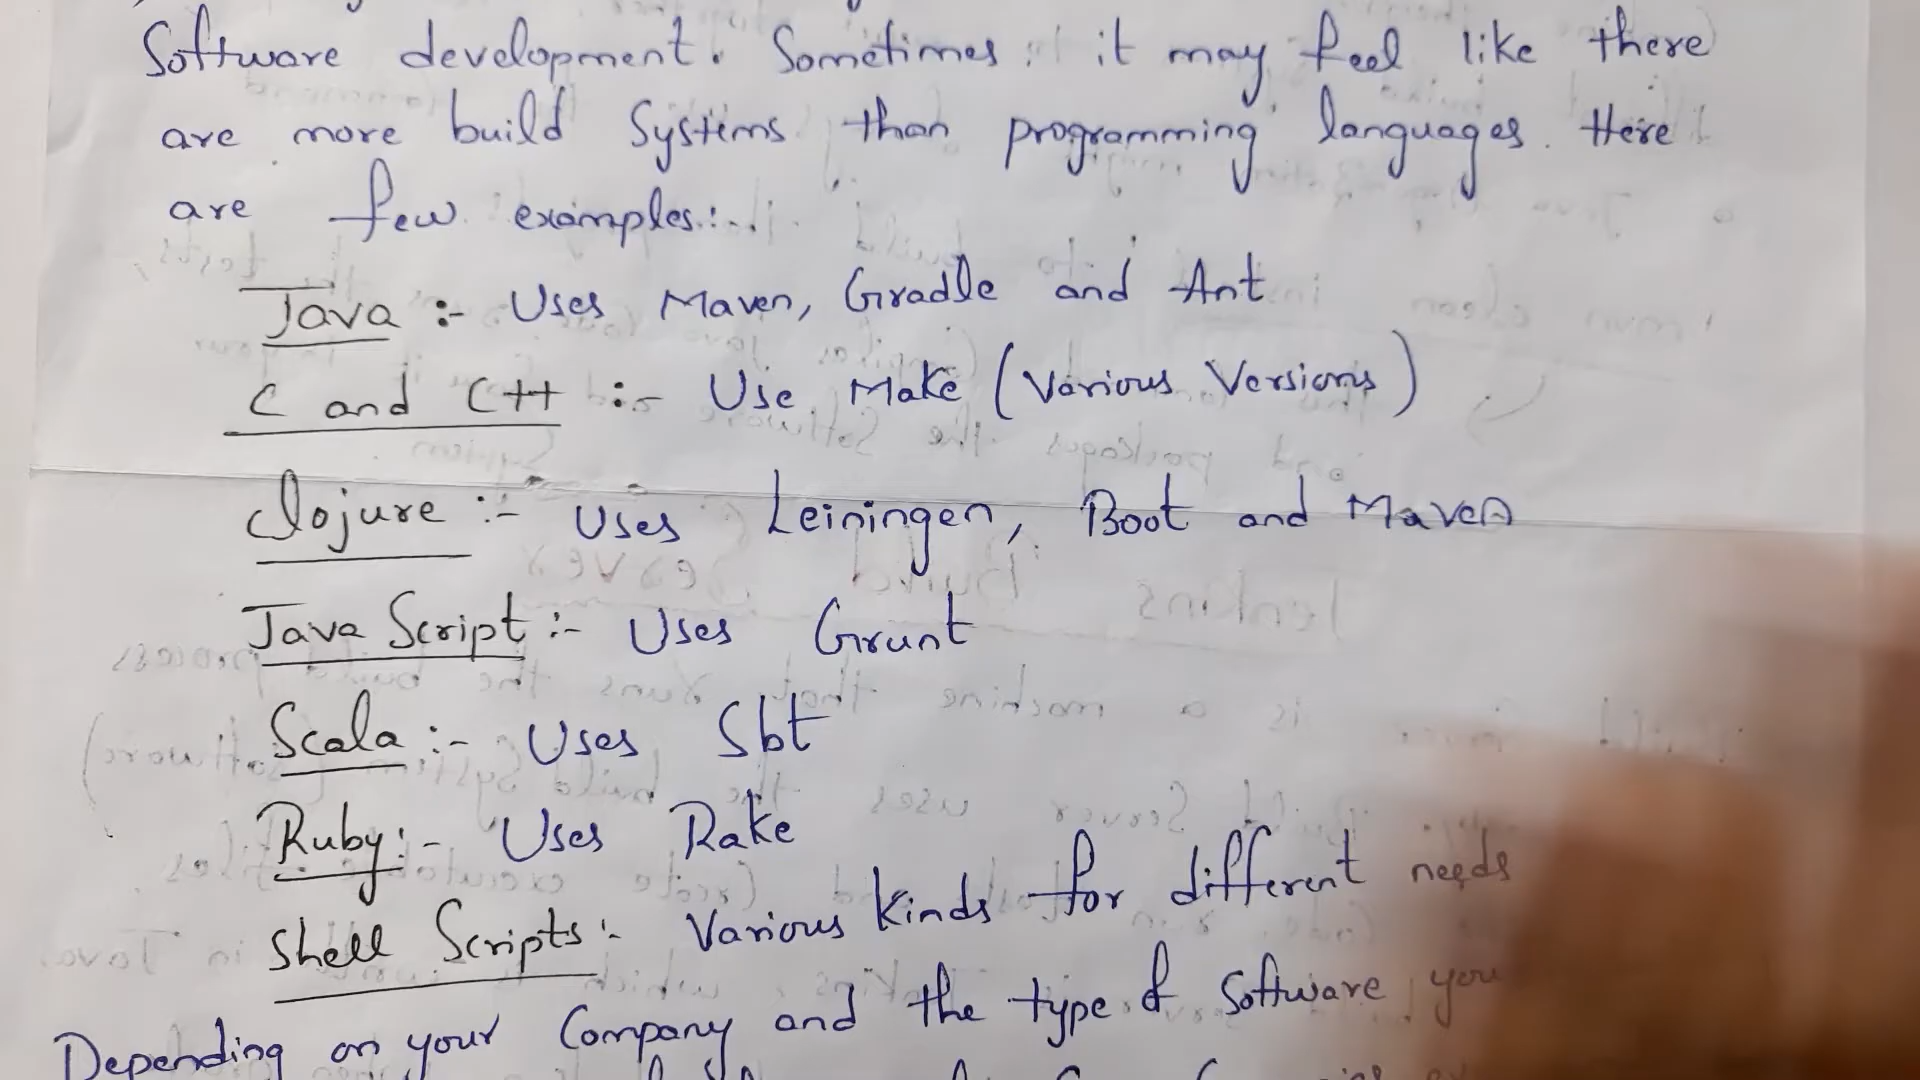 Software development. Sometimes it may feel like there
are more build Systems than programming languages. Here
are few examples:-
Java :- Uses Maven, Gradle and Ant
C and C++ :- Use Make (Various Versions)
Clojure :- Uses Leiningen, Boot and Maven
Java Script :- Uses Grunt
Scala :- Uses Sbt
Ruby :- Uses Rake
Shell Scripts :- Various kinds for different needs
Depending on your Company and the type of Software you